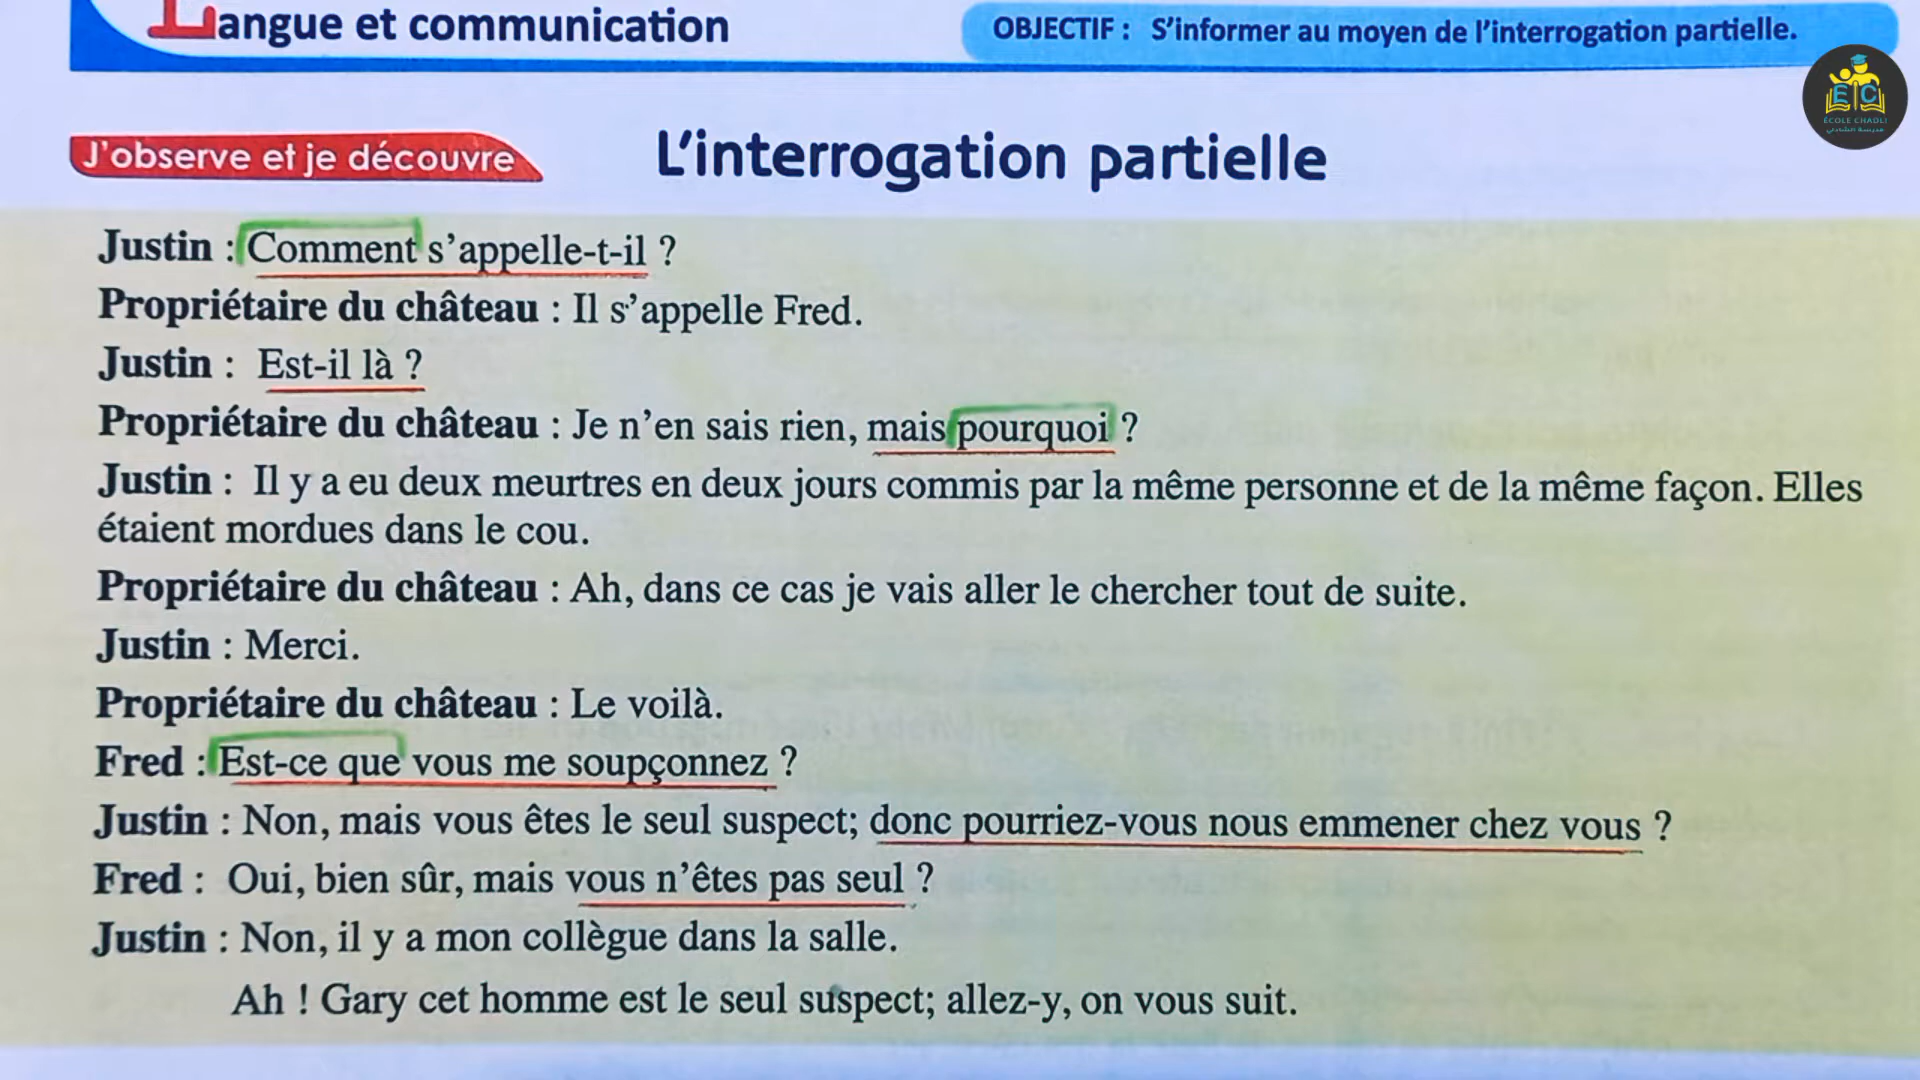 Langue et communication
OBJECTIF : S'informer au moyen de l'interrogation partielle.
ÉCOLE CHADLI
مدرسة الشاذلي
J'observe et je découvre
L'interrogation partielle
Justin : Comment s'appelle-t-il ?
Propriétaire du château : Il s'appelle Fred.
Justin : Est-il là ?
Propriétaire du château : Je n'en sais rien, mais pourquoi ?
Justin : Il y a eu deux meurtres en deux jours commis par la même personne et de la même façon. Elles
étaient mordues dans le cou.
Propriétaire du château : Ah, dans ce cas je vais aller le chercher tout de suite.
Justin : Merci.
Propriétaire du château : Le voilà.
Fred : Est-ce que vous me soupçonnez ?
Justin : Non, mais vous êtes le seul suspect; donc pourriez-vous nous emmener chez vous ?
Fred : Oui, bien sûr, mais vous n'êtes pas seul ?
Justin : Non, il y a mon collègue dans la salle.
Ah ! Gary cet homme est le seul suspect; allez-y, on vous suit.